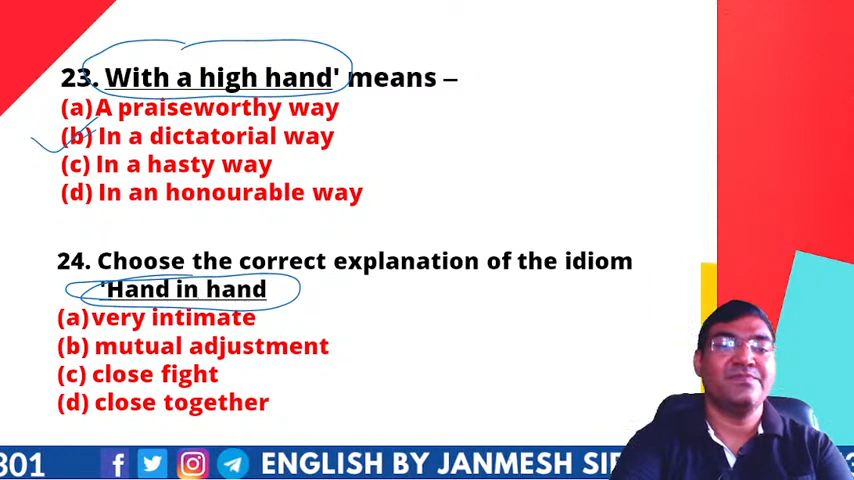 23. With a high hand' means –
(a) A praiseworthy way
(b) In a dictatorial way
(c) In a hasty way
(d) In an honourable way
24. Choose the correct explanation of the idiom
'Hand in hand
(a) very intimate
(b) mutual adjustment
(c) close fight
(d) close together
301 ENGLISH BY JANMESH